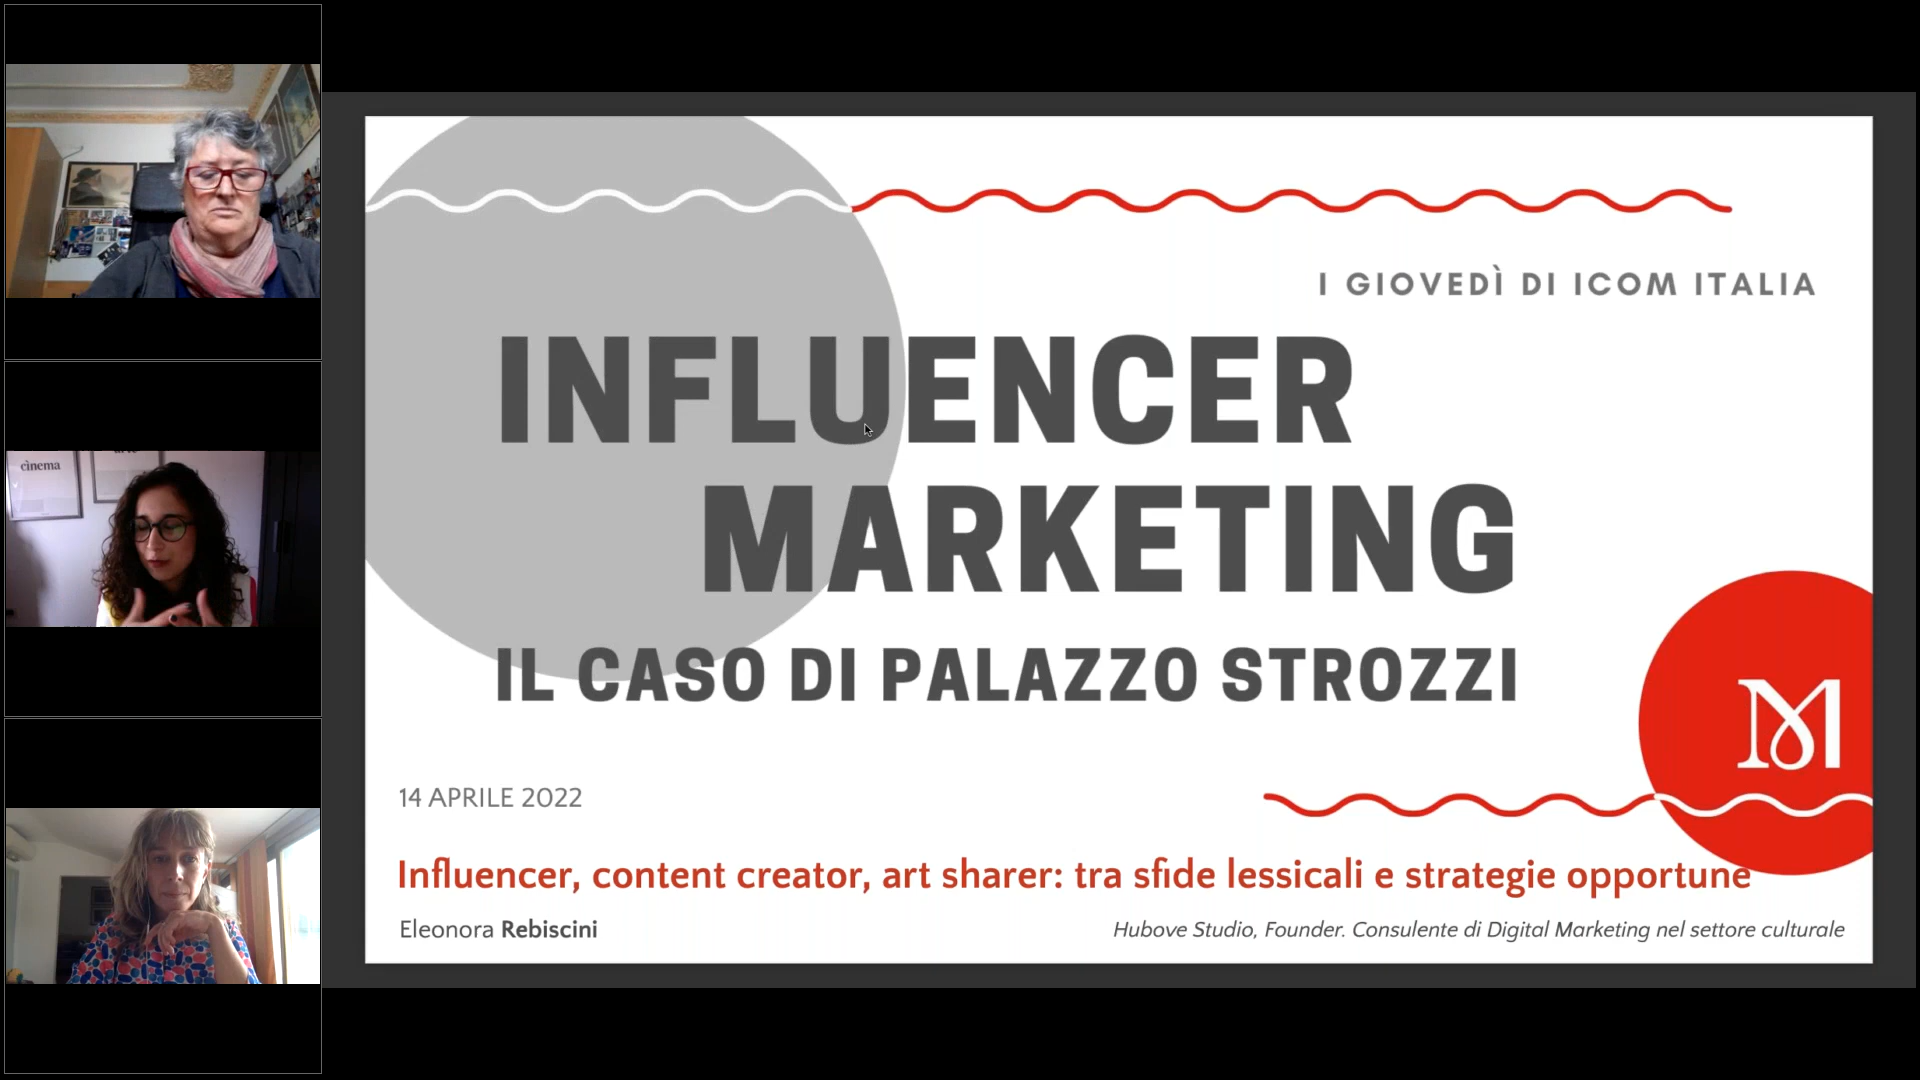 cinema
I GIOVEDÌ DI ICOM ITALIA
INFLUENCER
MARKETING
IL CASO DI PALAZZO STROZZI
M
14 APRILE 2022
Influencer, content creator, art sharer: tra sfide lessicali e strategie opportune
Eleonora Rebiscini
Hubove Studio, Founder. Consulente di Digital Marketing nel settore culturale